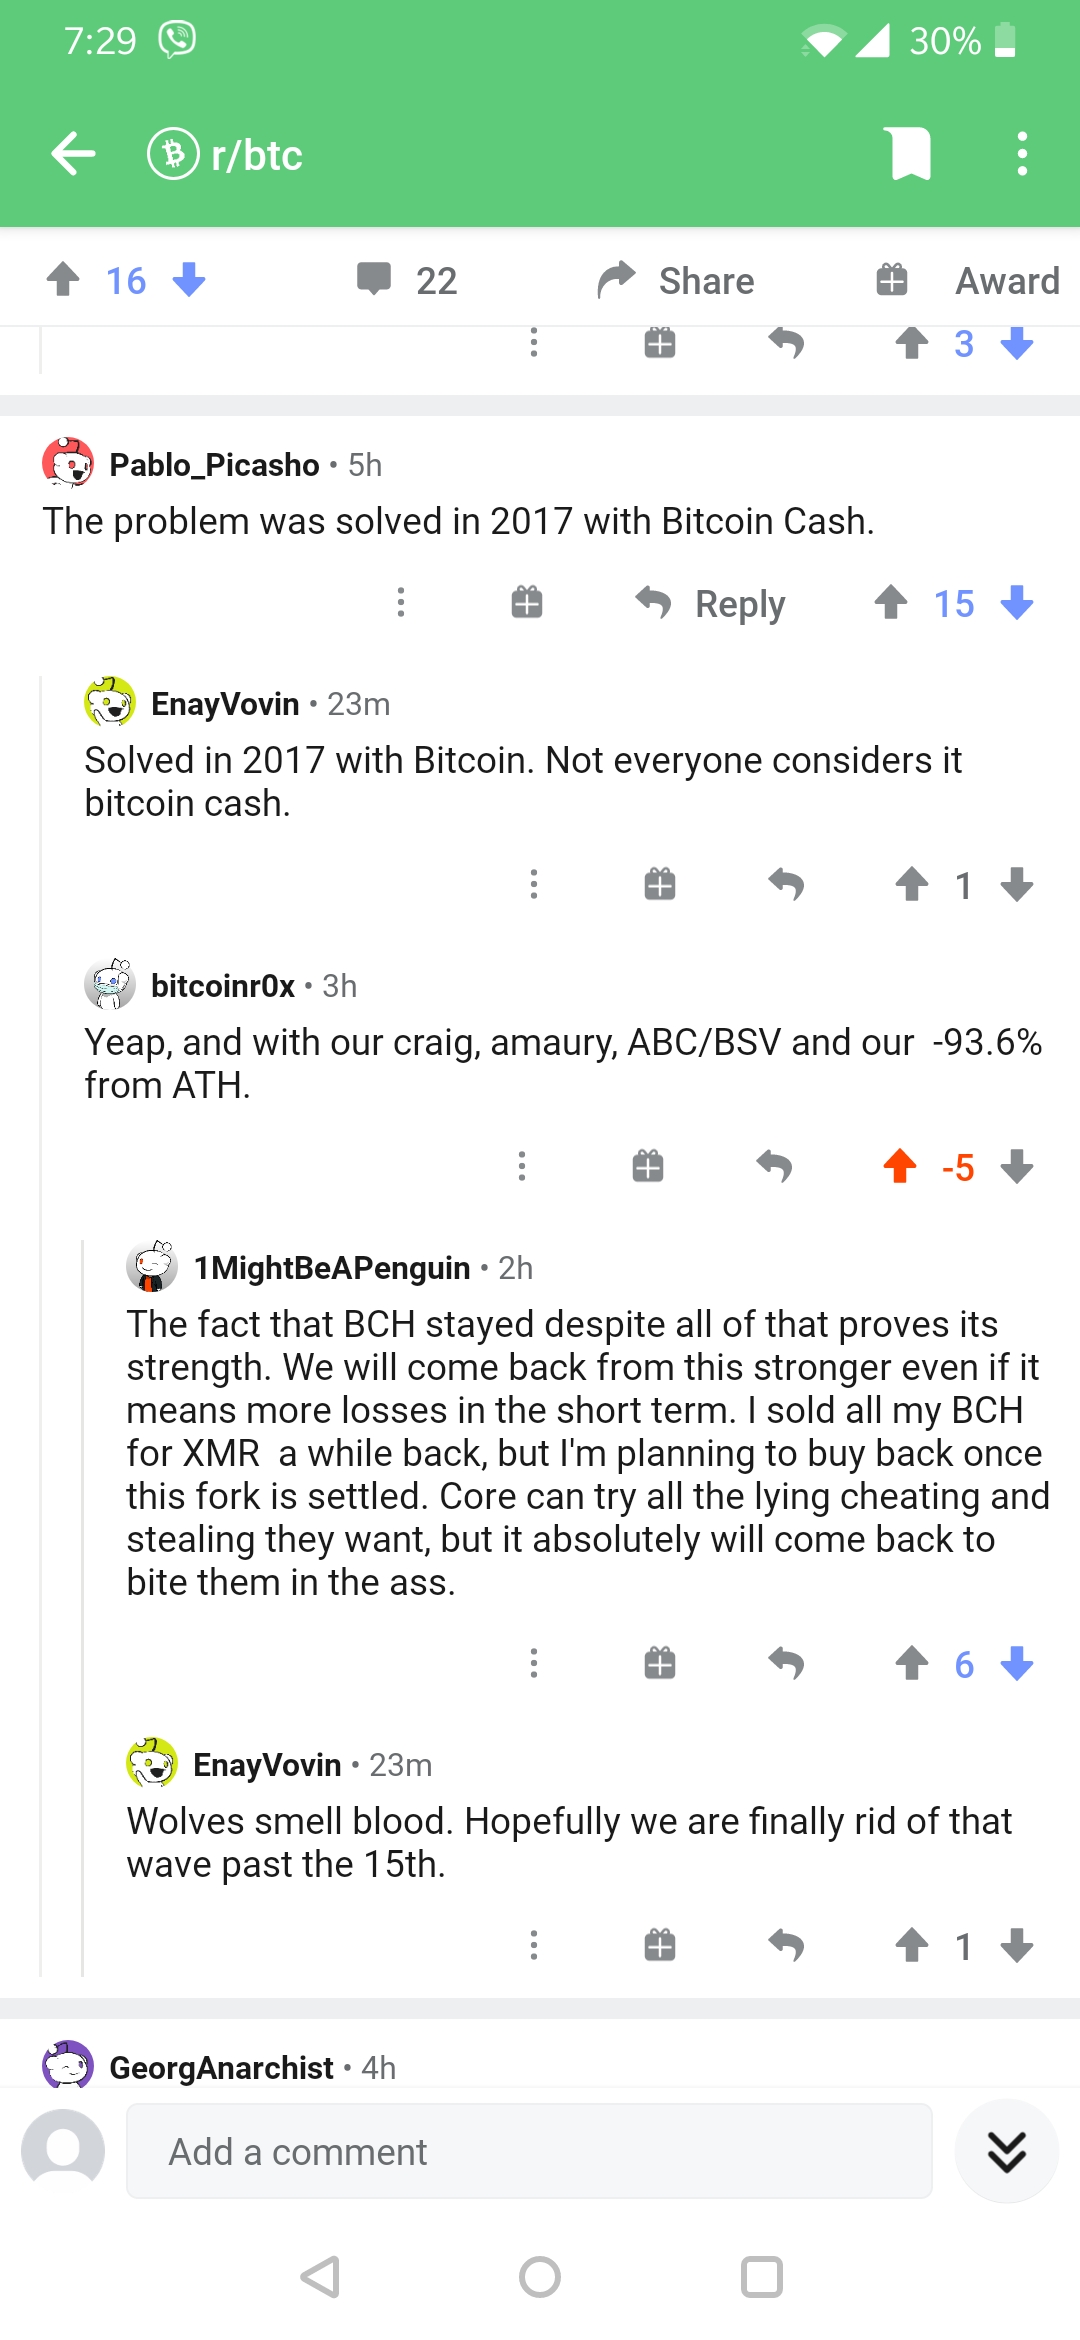 7:29 30%
r/btc
16 22 Share Award
3
Pablo_Picasho • 5h
The problem was solved in 2017 with Bitcoin Cash.
Reply 15
EnayVovin • 23m
Solved in 2017 with Bitcoin. Not everyone considers it
bitcoin cash.
1
bitcoinr0x • 3h
Yeap, and with our craig, amaury, ABC/BSV and our -93.6%
from ATH.
-5
1MightBeAPenguin • 2h
The fact that BCH stayed despite all of that proves its
strength. We will come back from this stronger even if it
means more losses in the short term. I sold all my BCH
for XMR a while back, but I'm planning to buy back once
this fork is settled. Core can try all the lying cheating and
stealing they want, but it absolutely will come back to
bite them in the ass.
6
EnayVovin • 23m
Wolves smell blood. Hopefully we are finally rid of that
wave past the 15th.
1
GeorgAnarchist • 4h
Add a comment